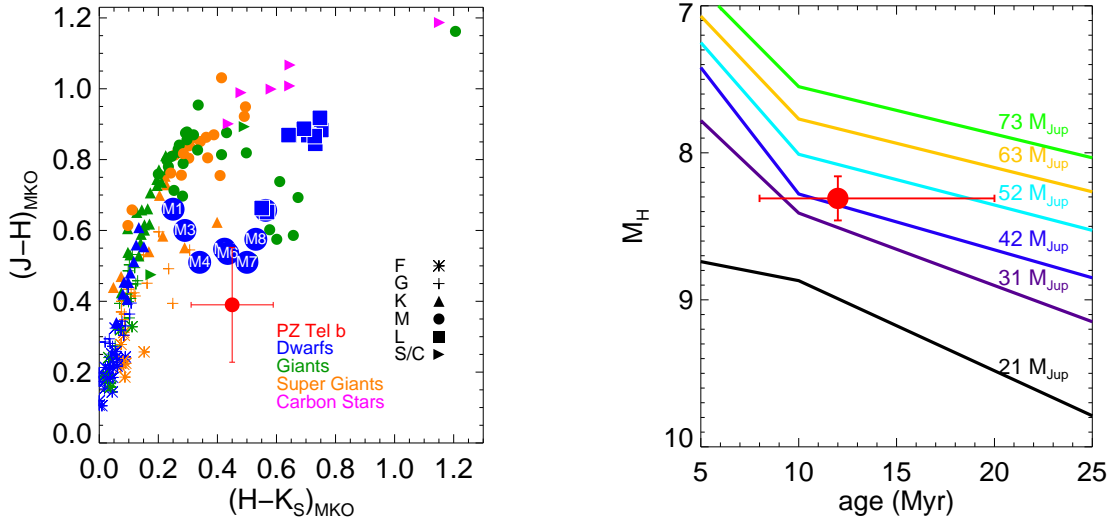 1.2
1.0
0.8
0.6
0.4
0.2
0.0
(J−H)MKO
0.0 0.2 0.4 0.6 0.8 1.0 1.2
(H−KS)MKO
M1
M3
M4
M6
M7
M8
PZ Tel b
Dwarfs
Giants
Super Giants
Carbon Stars
F
G
K
M
L
S/C
7
8
9
10
MH
5 10 15 20 25
age (Myr)
73 MJup
63 MJup
52 MJup
42 MJup
31 MJup
21 MJup